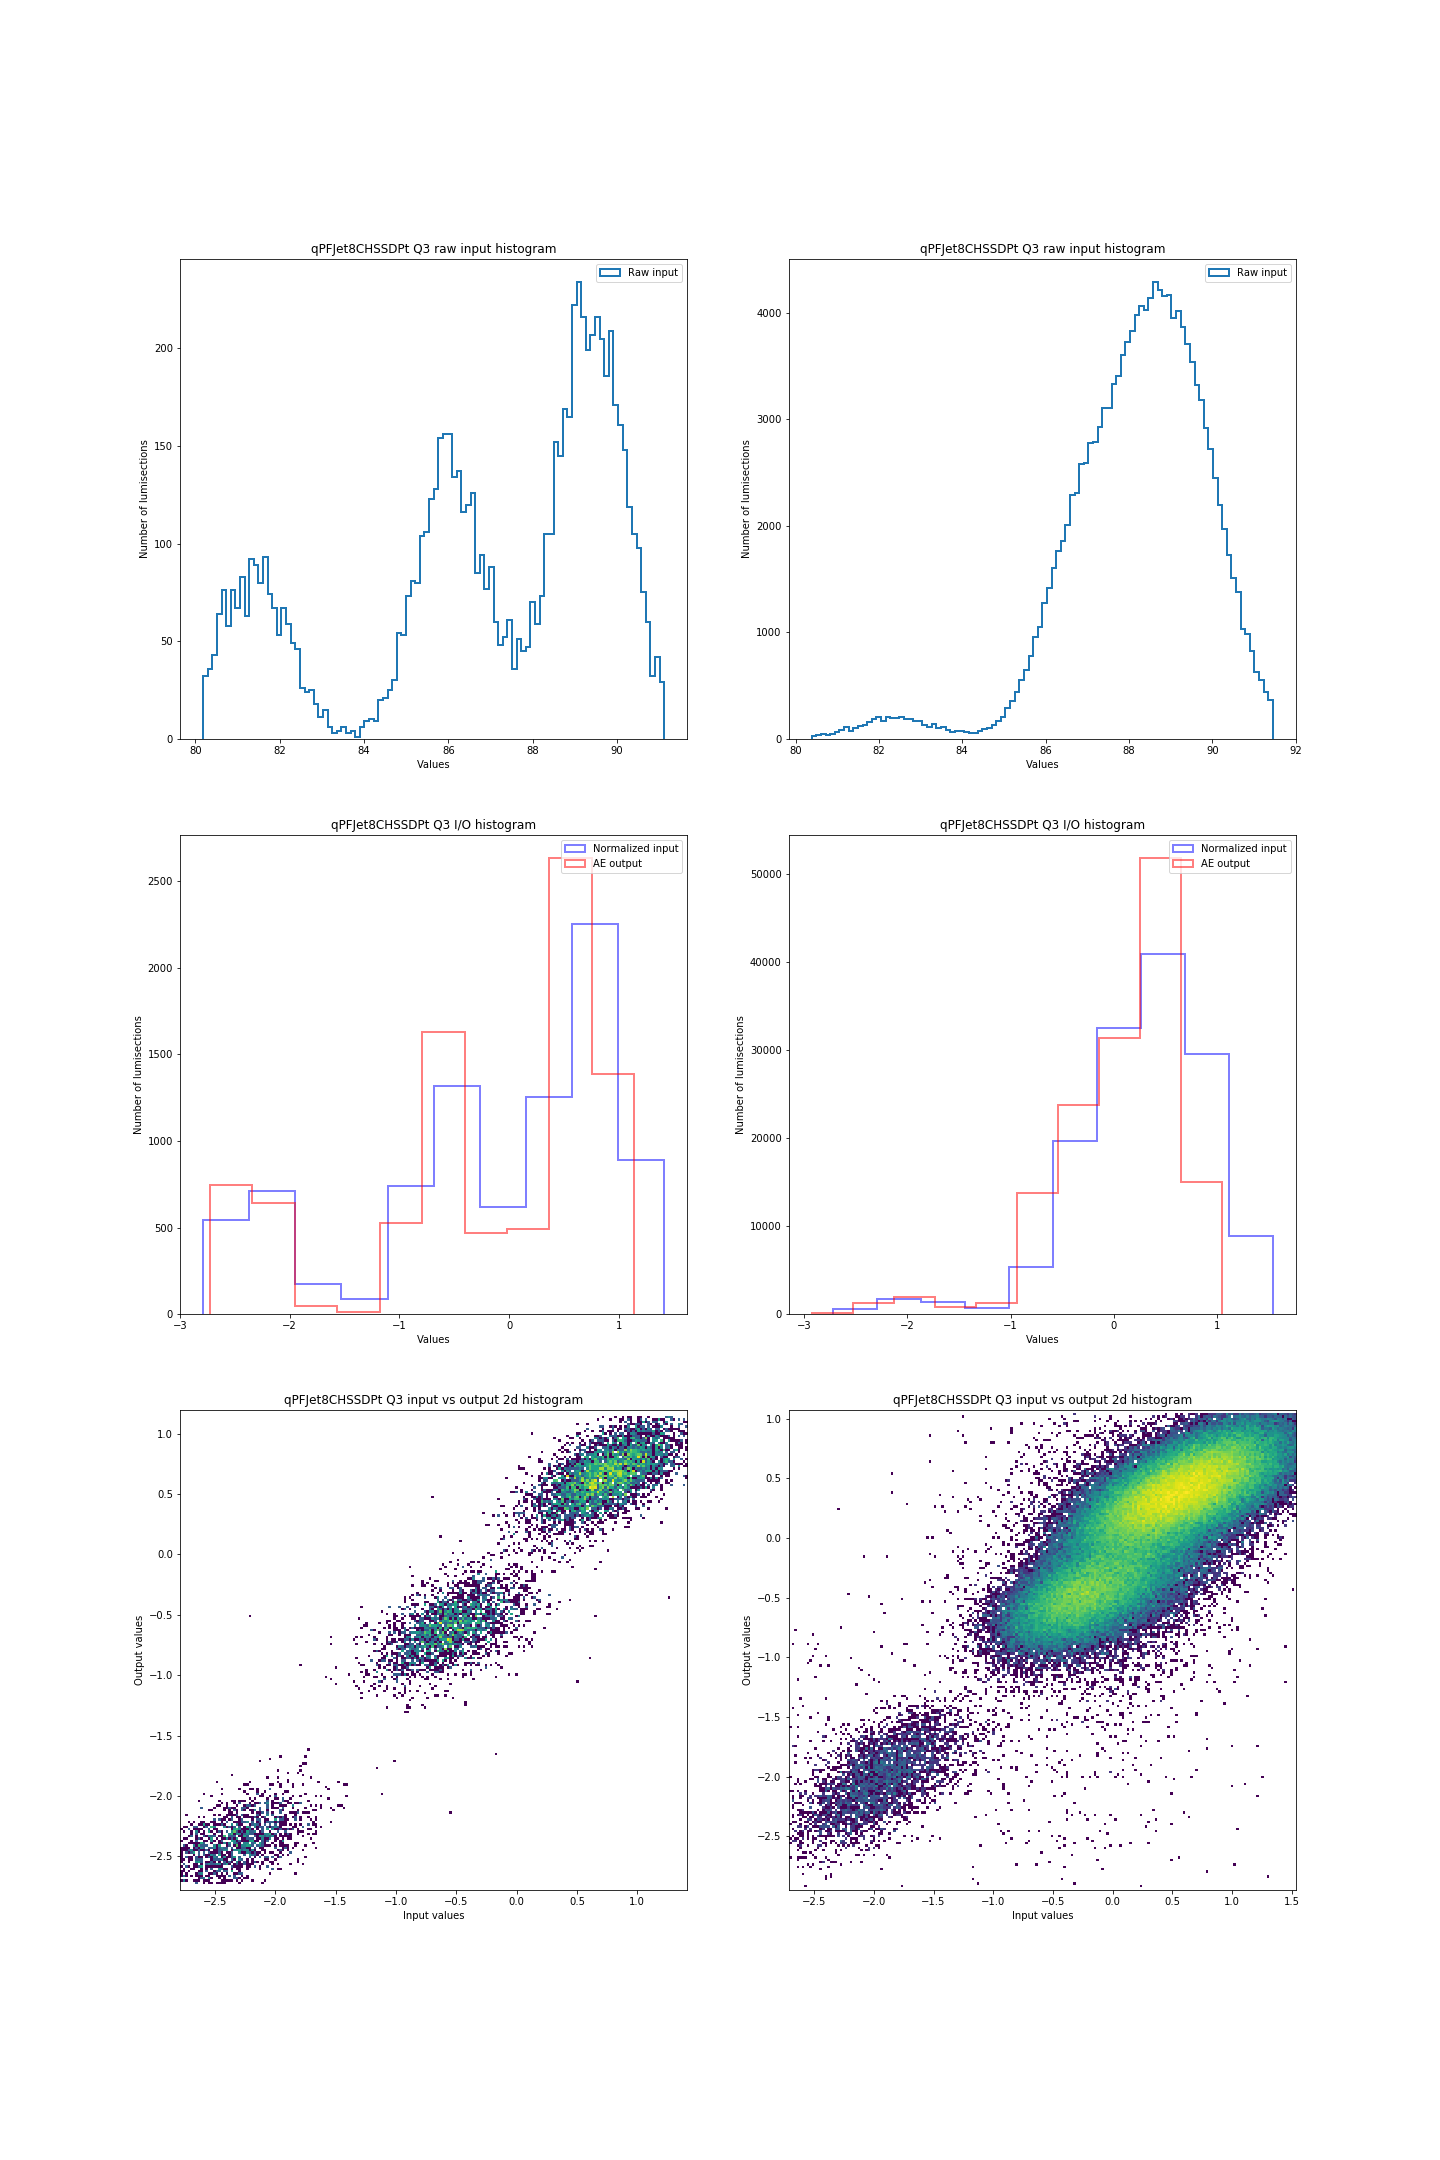 qPFJet8CHSSDPt Q3 raw input histogram
Raw input
Number of lumisections
200
150
100
50
0
80 82 84 86 88 90
Values
qPFJet8CHSSDPt Q3 raw input histogram
Raw input
Number of lumisections
4000
3000
2000
1000
0
80 82 84 86 88 90 92
Values
qPFJet8CHSSDPt Q3 I/O histogram
Normalized input
AE output
Number of lumisections
2500
2000
1500
1000
500
0
−3 −2 −1 0 1
Values
qPFJet8CHSSDPt Q3 I/O histogram
Normalized input
AE output
Number of lumisections
50000
40000
30000
20000
10000
0
−3 −2 −1 0 1
Values
qPFJet8CHSSDPt Q3 input vs output 2d histogram
Output values
1.0
0.5
0.0
−0.5
−1.0
−1.5
−2.0
−2.5
−2.5 −2.0 −1.5 −1.0 −0.5 0.0 0.5 1.0
Input values
qPFJet8CHSSDPt Q3 input vs output 2d histogram
Output values
1.0
0.5
0.0
−0.5
−1.0
−1.5
−2.0
−2.5
−2.5 −2.0 −1.5 −1.0 −0.5 0.0 0.5 1.0 1.5
Input values